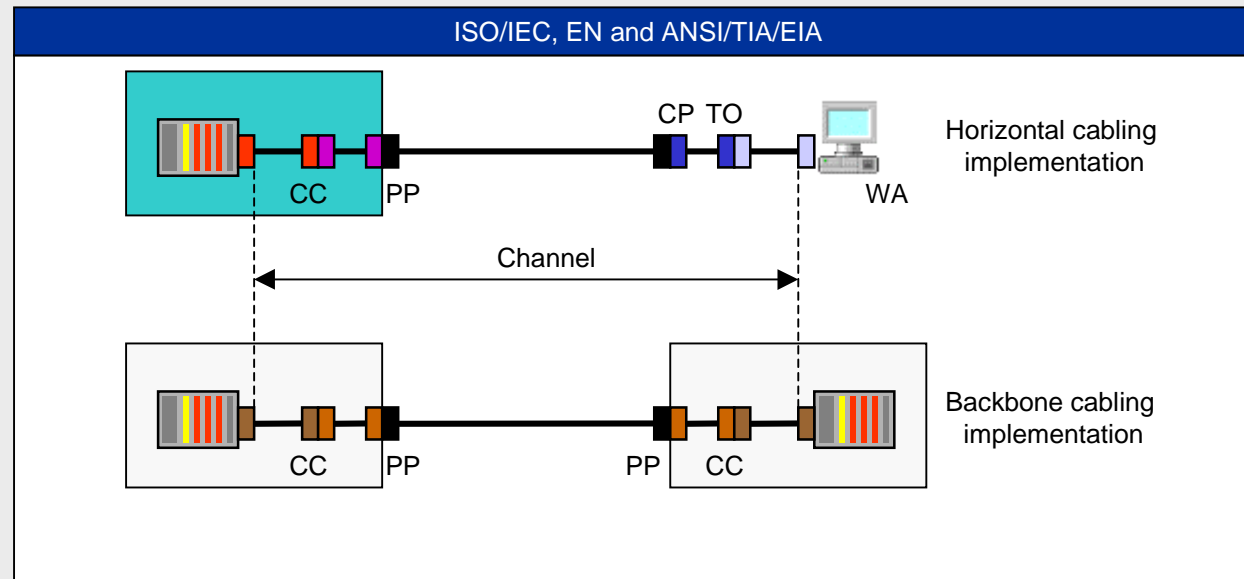 ISO/IEC, EN and ANSI/TIA/EIA
CP TO
Horizontal cabling
implementation
CC PP WA
Channel
Backbone cabling
implementation
CC PP PP CC